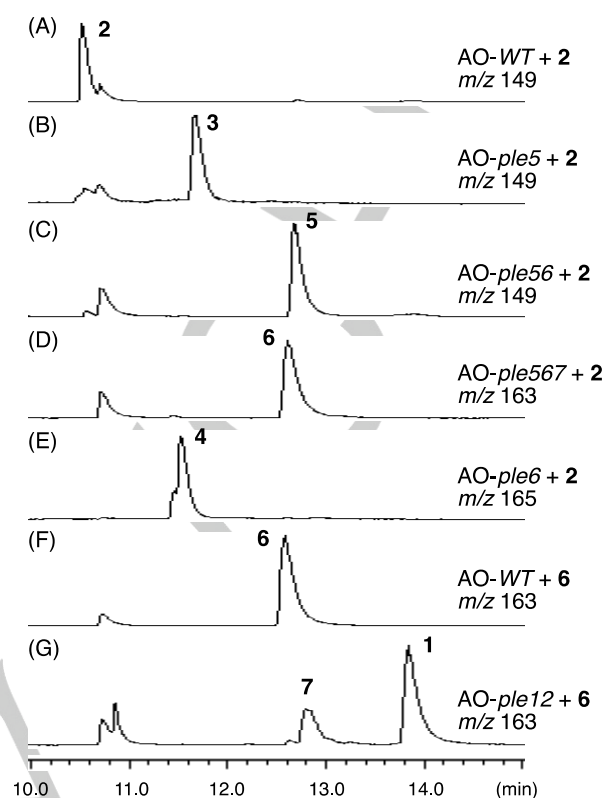 (A)
2
AO-WT + 2
m/z 149
(B)
3
AO-ple5 + 2
m/z 149
(C)
5
AO-ple56 + 2
m/z 149
(D)
6
AO-ple567 + 2
m/z 163
(E)
4
AO-ple6 + 2
m/z 165
(F)
6
AO-WT + 6
m/z 163
(G)
1
7
AO-ple12 + 6
m/z 163
10.0 11.0 12.0 13.0 14.0 (min)